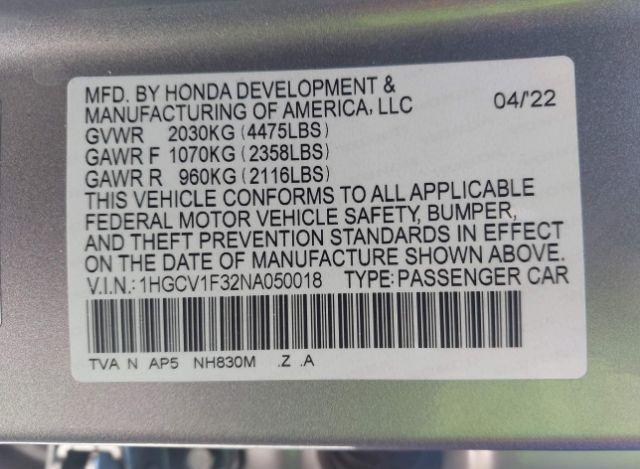 MFD. BY HONDA DEVELOPMENT &
MANUFACTURING OF AMERICA, LLC 04/'22
GVWR 2030KG (4475LBS)
GAWR F 1070KG (2358LBS)
GAWR R 960KG (2116LBS)
THIS VEHICLE CONFORMS TO ALL APPLICABLE
FEDERAL MOTOR VEHICLE SAFETY, BUMPER,
AND THEFT PREVENTION STANDARDS IN EFFECT
ON THE DATE OF MANUFACTURE SHOWN ABOVE.
V.I.N.: 1HGCV1F32NA050018 TYPE: PASSENGER CAR
TVA N AP5 NH830M .Z .A